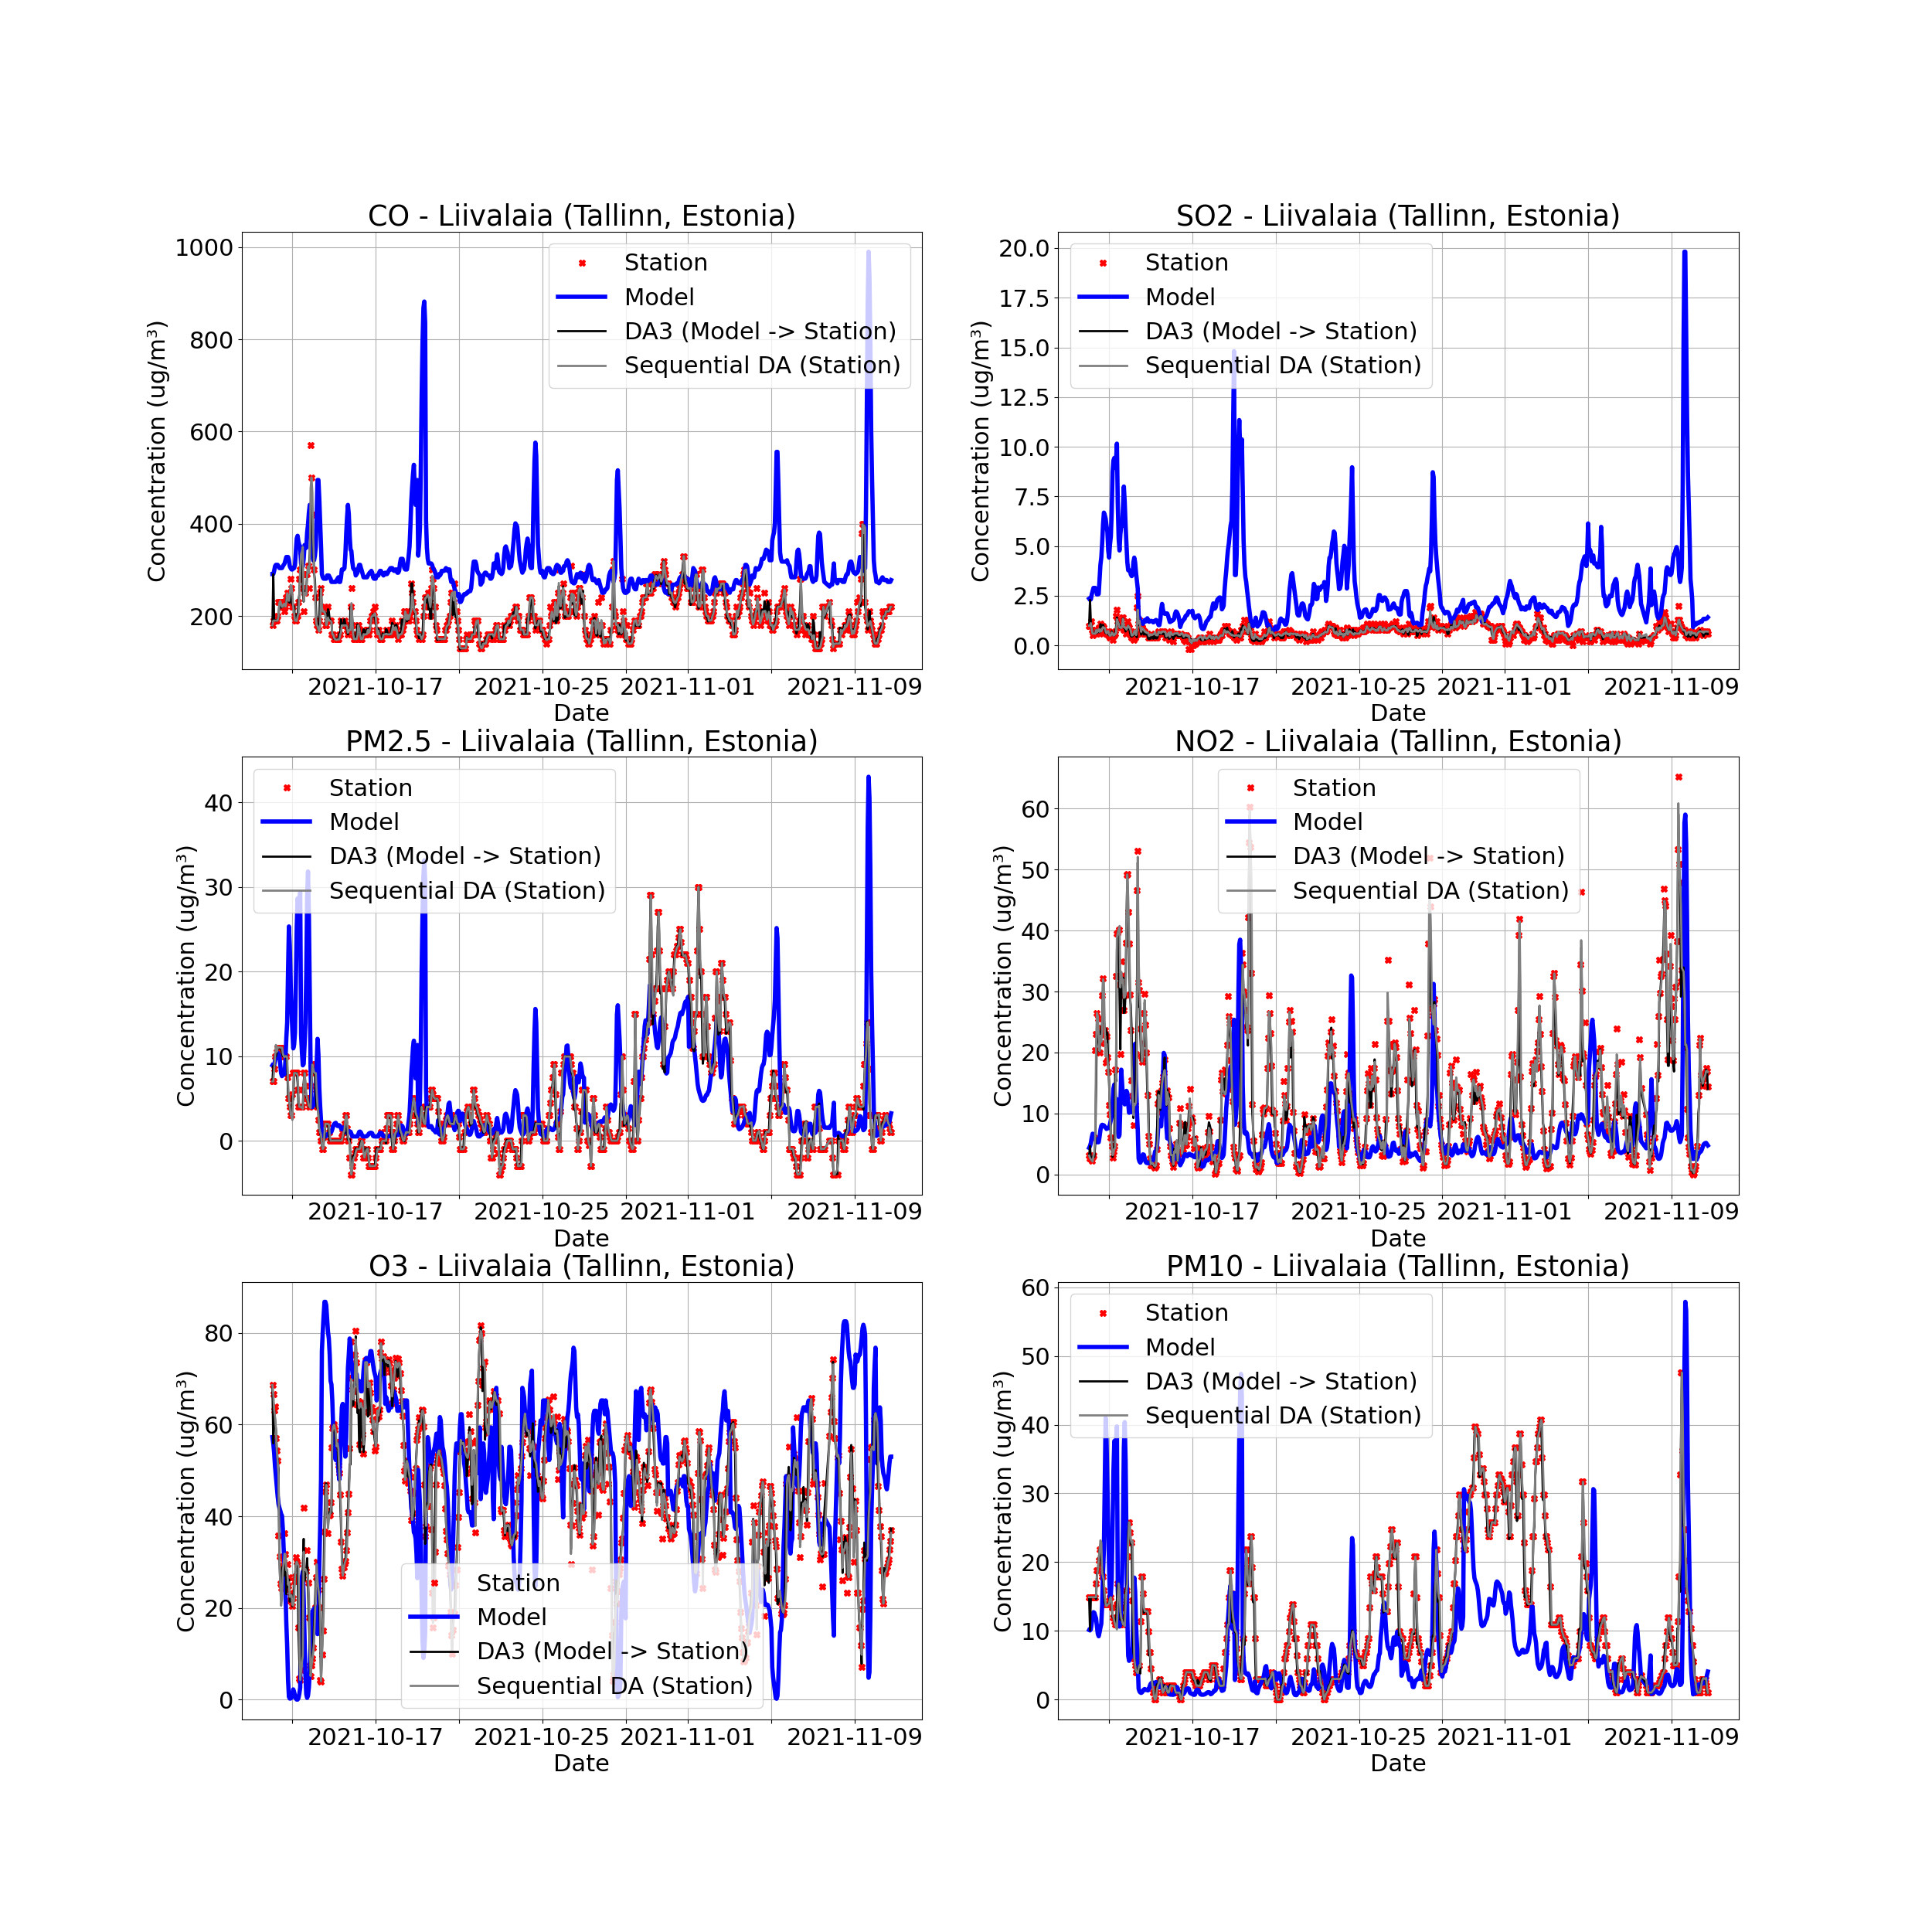 CO - Liivalaia (Tallinn, Estonia)
Concentration (ug/m³)
1000
800
600
400
200
Station
Model
DA3 (Model -> Station)
Sequential DA (Station)
2021-10-17 2021-10-25 2021-11-01 2021-11-09
Date
SO2 - Liivalaia (Tallinn, Estonia)
Concentration (ug/m³)
20.0
17.5
15.0
12.5
10.0
7.5
5.0
2.5
0.0
Station
Model
DA3 (Model -> Station)
Sequential DA (Station)
2021-10-17 2021-10-25 2021-11-01 2021-11-09
Date
PM2.5 - Liivalaia (Tallinn, Estonia)
Concentration (ug/m³)
40
30
20
10
0
Station
Model
DA3 (Model -> Station)
Sequential DA (Station)
2021-10-17 2021-10-25 2021-11-01 2021-11-09
Date
NO2 - Liivalaia (Tallinn, Estonia)
Concentration (ug/m³)
60
50
40
30
20
10
0
Station
Model
DA3 (Model -> Station)
Sequential DA (Station)
2021-10-17 2021-10-25 2021-11-01 2021-11-09
Date
O3 - Liivalaia (Tallinn, Estonia)
Concentration (ug/m³)
80
60
40
20
0
Station
Model
DA3 (Model -> Station)
Sequential DA (Station)
2021-10-17 2021-10-25 2021-11-01 2021-11-09
Date
PM10 - Liivalaia (Tallinn, Estonia)
Concentration (ug/m³)
60
50
40
30
20
10
0
Station
Model
DA3 (Model -> Station)
Sequential DA (Station)
2021-10-17 2021-10-25 2021-11-01 2021-11-09
Date